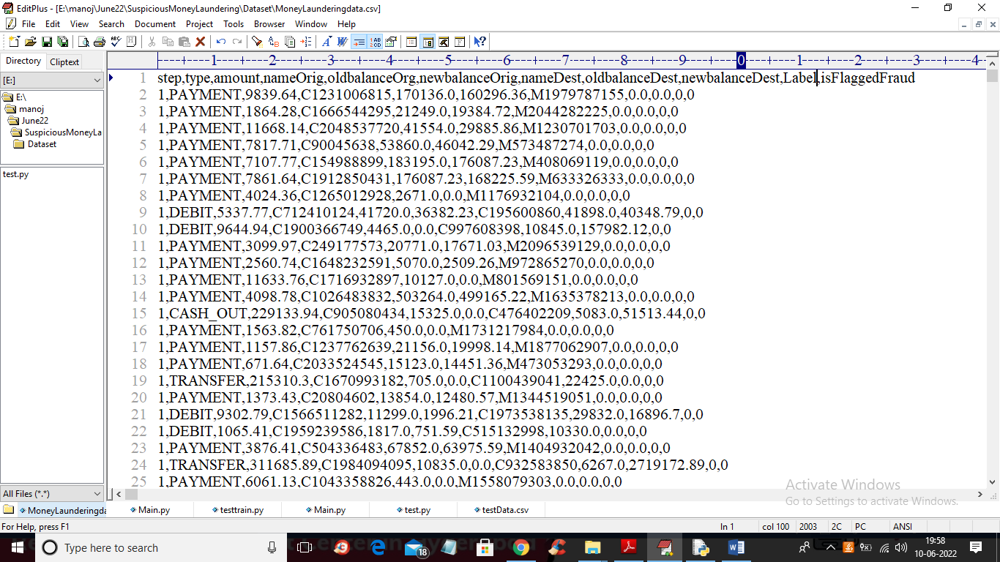 EditPlus - [E:\manoj\June22\SuspiciousMoneyLaundering\Dataset\MoneyLaunderingdata.csv]
File Edit View Search Document Project Tools Browser Window Help
Directory Cliptext
[E:]
E:\
manoj
June22
SuspiciousMoneyLa
Dataset
test.py
----+----1----+----2----+----3----+----4----+----5----+----6----+----7----+----8----+----9----+----0----+----1----+----2----+----3----+----4-
1 step,type,amount,nameOrig,oldbalanceOrg,newbalanceOrig,nameDest,oldbalanceDest,newbalanceDest,Label,isFlaggedFraud
2 1,PAYMENT,9839.64,C1231006815,170136.0,160296.36,M1979787155,0.0,0.0,0,0
3 1,PAYMENT,1864.28,C1666544295,21249.0,19384.72,M2044282225,0.0,0.0,0,0
4 1,PAYMENT,11668.14,C2048537720,41554.0,29885.86,M1230701703,0.0,0.0,0,0
5 1,PAYMENT,7817.71,C90045638,53860.0,46042.29,M573487274,0.0,0.0,0,0
6 1,PAYMENT,7107.77,C154988899,183195.0,176087.23,M408069119,0.0,0.0,0,0
7 1,PAYMENT,7861.64,C1912850431,176087.23,168225.59,M633326333,0.0,0.0,0,0
8 1,PAYMENT,4024.36,C1265012928,2671.0,0.0,M1176932104,0.0,0.0,0,0
9 1,DEBIT,5337.77,C712410124,41720.0,36382.23,C195600860,41898.0,40348.79,0,0
10 1,DEBIT,9644.94,C1900366749,4465.0,0.0,C997608398,10845.0,157982.12,0,0
11 1,PAYMENT,3099.97,C249177573,20771.0,17671.03,M2096539129,0.0,0.0,0,0
12 1,PAYMENT,2560.74,C1648232591,5070.0,2509.26,M972865270,0.0,0.0,0,0
13 1,PAYMENT,11633.76,C1716932897,10127.0,0.0,M801569151,0.0,0.0,0,0
14 1,PAYMENT,4098.78,C1026483832,503264.0,499165.22,M1635378213,0.0,0.0,0,0
15 1,CASH_OUT,229133.94,C905080434,15325.0,0.0,C476402209,5083.0,51513.44,0,0
16 1,PAYMENT,1563.82,C761750706,450.0,0.0,M1731217984,0.0,0.0,0,0
17 1,PAYMENT,1157.86,C1237762639,21156.0,19998.14,M1877062907,0.0,0.0,0,0
18 1,PAYMENT,671.64,C2033524545,15123.0,14451.36,M473053293,0.0,0.0,0,0
19 1,TRANSFER,215310.3,C1670993182,705.0,0.0,C1100439041,22425.0,0.0,0,0
20 1,PAYMENT,1373.43,C20804602,13854.0,12480.57,M1344519051,0.0,0.0,0,0
21 1,DEBIT,9302.79,C1566511282,11299.0,1996.21,C1973538135,29832.0,16896.7,0,0
22 1,DEBIT,1065.41,C1959239586,1817.0,751.59,C515132998,10330.0,0.0,0,0
23 1,PAYMENT,3876.41,C504336483,67852.0,63975.59,M1404932042,0.0,0.0,0,0
24 1,TRANSFER,311685.89,C1984094095,10835.0,0.0,C932583850,6267.0,2719172.89,0,0
25 1,PAYMENT,6061.13,C1043358826,443.0,0.0,M1558079303,0.0,0.0,0,0
Activate Windows
Go to Settings to activate Windows.
All Files (*.*)
MoneyLaunderingda Main.py testtrain.py Main.py test.py testData.csv
For Help, press F1 ln 1 col 100 2003 2C PC ANSI
Type here to search
18
19:58
10-06-2022